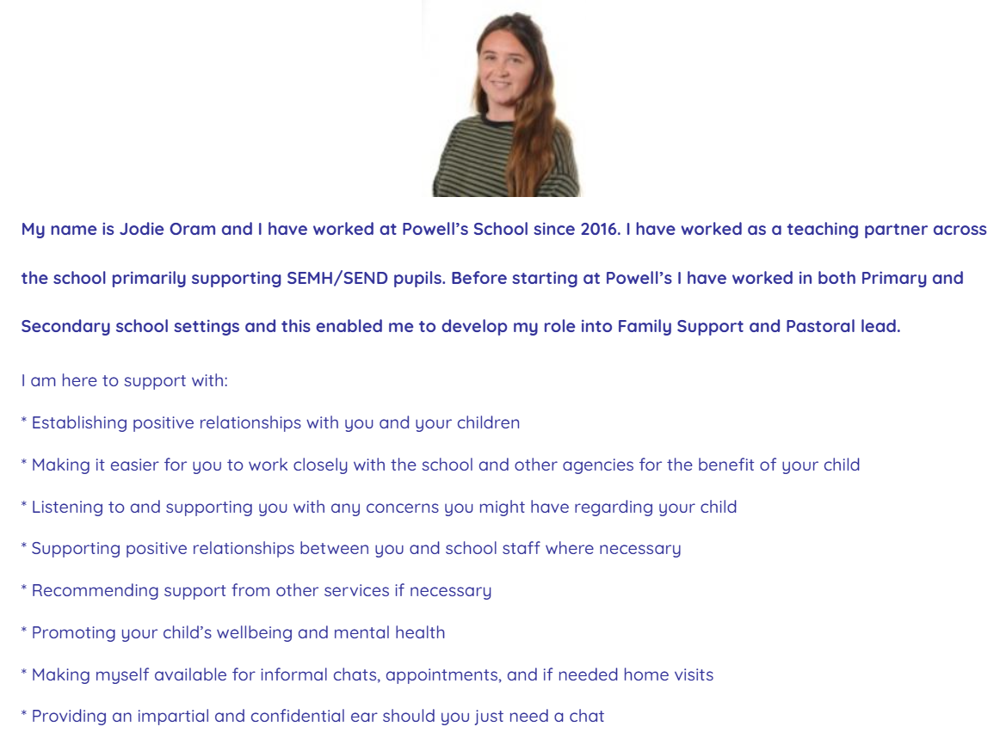 My name is Jodie Oram and I have worked at Powell’s School since 2016. I have worked as a teaching partner across
the school primarily supporting SEMH/SEND pupils. Before starting at Powell’s I have worked in both Primary and
Secondary school settings and this enabled me to develop my role into Family Support and Pastoral lead.
I am here to support with:
* Establishing positive relationships with you and your children
* Making it easier for you to work closely with the school and other agencies for the benefit of your child
* Listening to and supporting you with any concerns you might have regarding your child
* Supporting positive relationships between you and school staff where necessary
* Recommending support from other services if necessary
* Promoting your child’s wellbeing and mental health
* Making myself available for informal chats, appointments, and if needed home visits
* Providing an impartial and confidential ear should you just need a chat